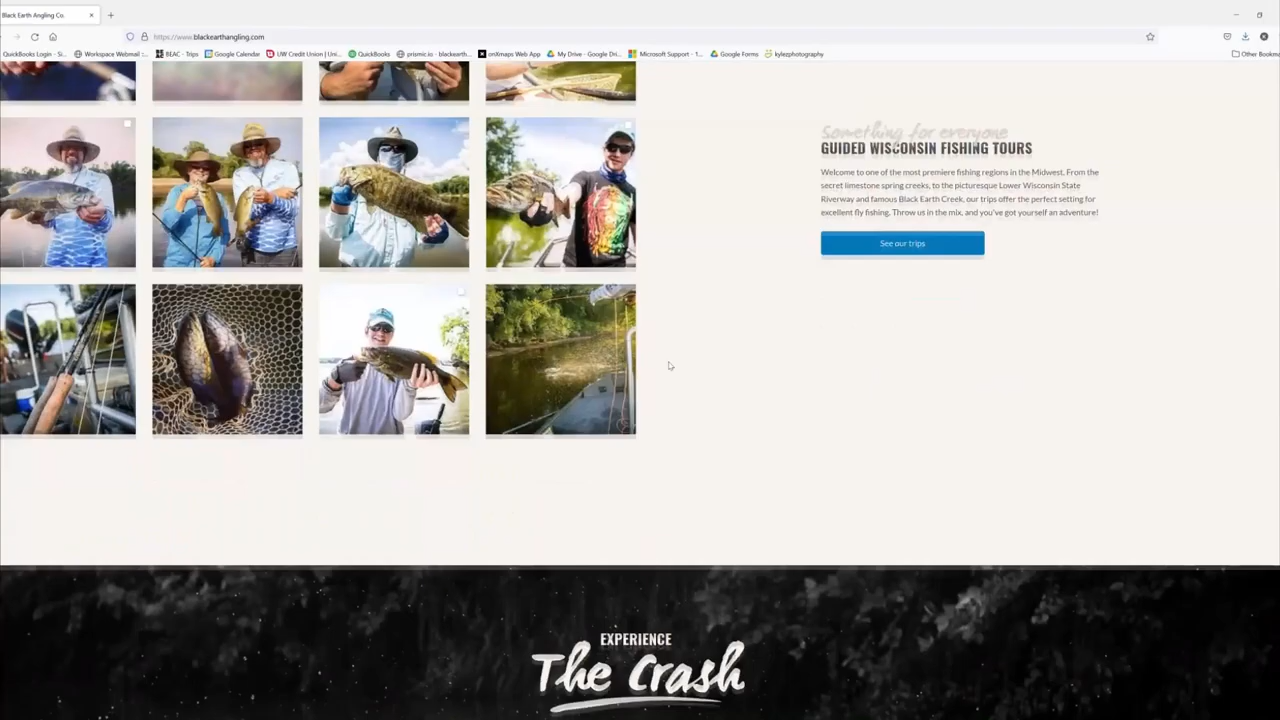 Black Earth Angling Co.
https://www.blackearthangling.com
QuickBooks Login - Si...
Workspace Webmail ::...
BEAC - Trips
Google Calendar
UW Credit Union | Uni...
QuickBooks
prismic.io - blackearth...
onXmaps Web App
My Drive - Google Dri...
Microsoft Support - 1...
Google Forms
kylezphotography
Other Bookma
Something for everyone
GUIDED WISCONSIN FISHING TOURS
Welcome to one of the most premiere fishing regions in the Midwest. From the
secret limestone spring creeks, to the picturesque Lower Wisconsin State
Riverway and famous Black Earth Creek, our trips offer the perfect setting for
excellent fly fishing. Throw us in the mix, and you've got yourself an adventure!
See our trips
EXPERIENCE
The Crash